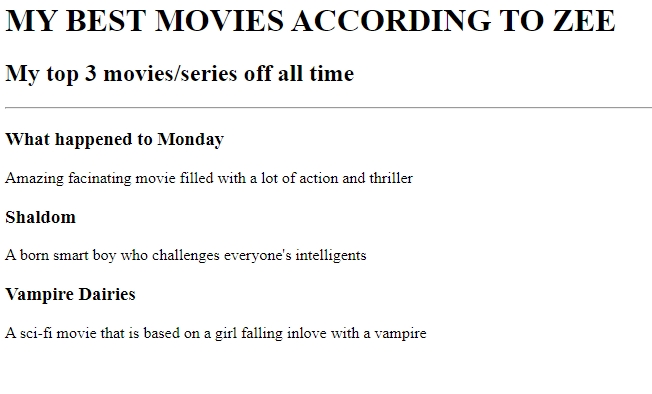 MY BEST MOVIES ACCORDING TO ZEE
My top 3 movies/series off all time
What happened to Monday
Amazing facinating movie filled with a lot of action and thriller
Shaldom
A born smart boy who challenges everyone's intelligents
Vampire Dairies
A sci-fi movie that is based on a girl falling inlove with a vampire